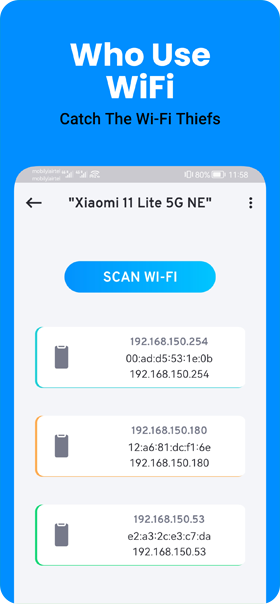 Who Use
WiFi
Catch The Wi-Fi Thiefs
80% 11:58
"Xiaomi 11 Lite 5G NE"
SCAN WI-FI
192.168.150.254
00:ad:d5:53:1e:0b
192.168.150.254
192.168.150.180
12:a6:81:dc:f1:6e
192.168.150.180
192.168.150.53
e2:a3:2c:e3:c7:da
192.168.150.53